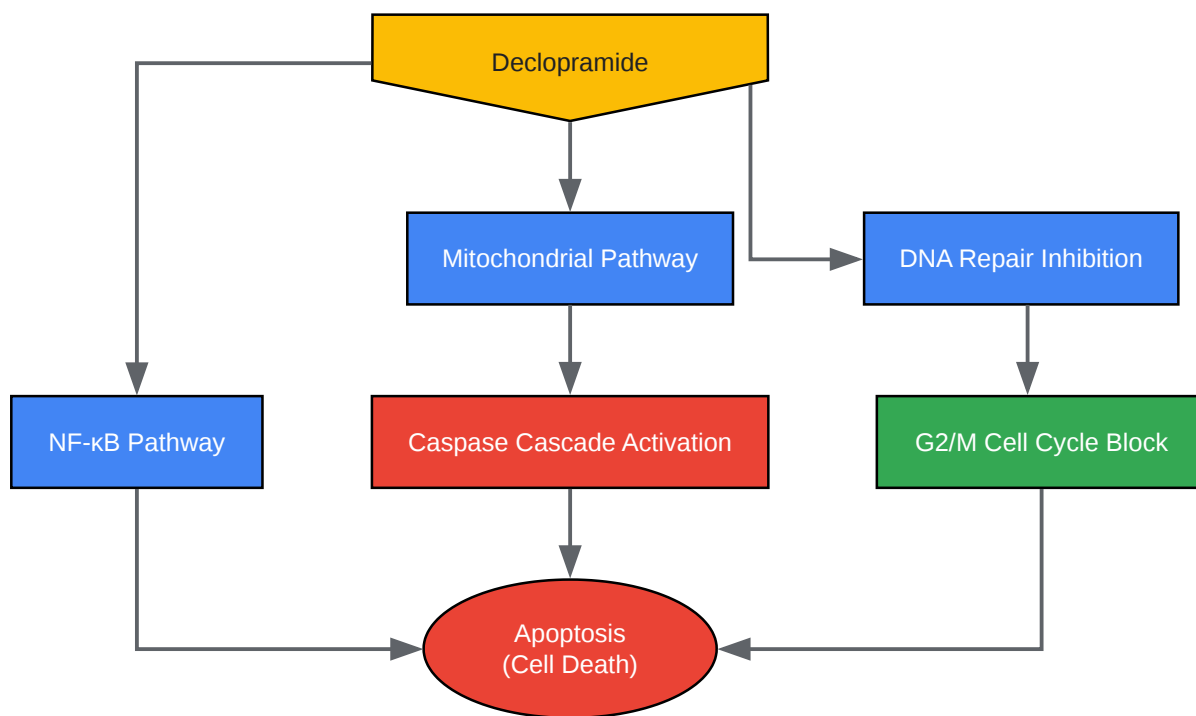 Declopramide
Mitochondrial Pathway
DNA Repair Inhibition
NF-κB Pathway
Caspase Cascade Activation
G2/M Cell Cycle Block
Apoptosis
(Cell Death)